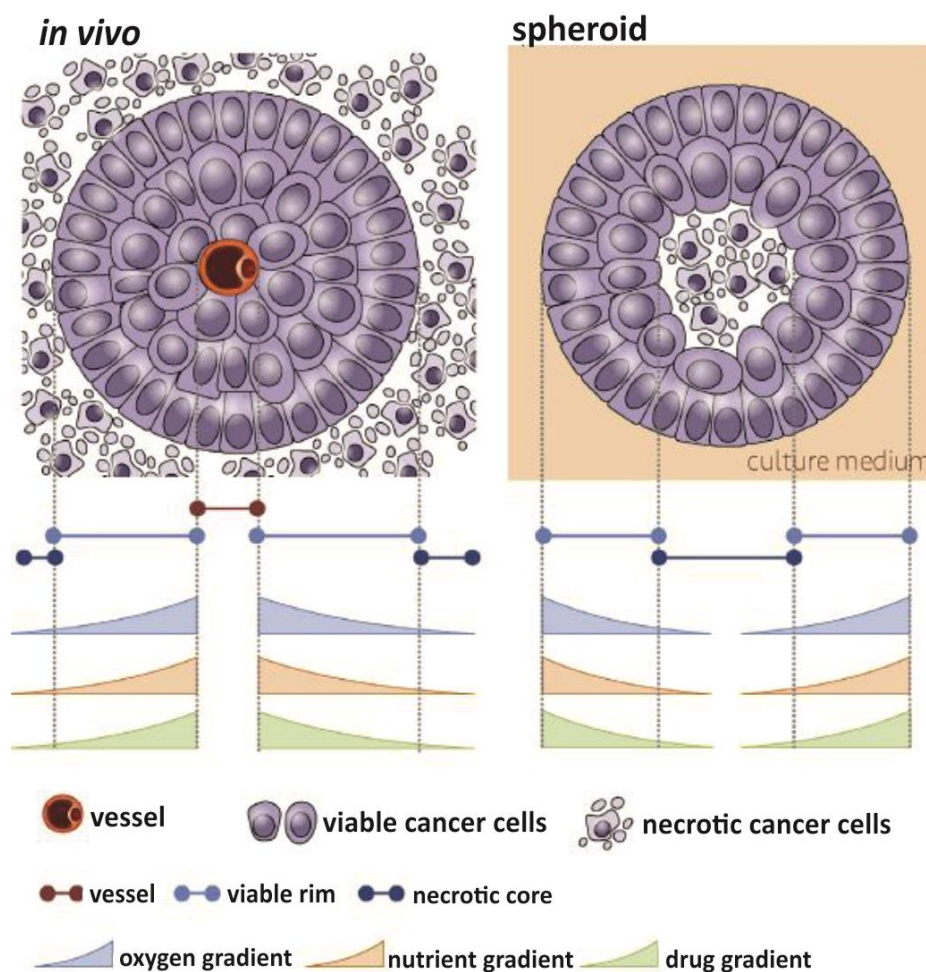 in vivo
spheroid
culture medium
vessel
viable cancer cells
necrotic cancer cells
vessel
viable rim
necrotic core
oxygen gradient
nutrient gradient
drug gradient